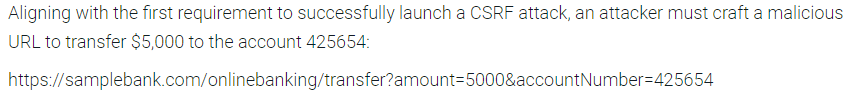 Aligning with the first requirement to successfully launch a CSRF attack, an attacker must craft a malicious
URL to transfer $5,000 to the account 425654:
https://samplebank.com/onlinebanking/transfer?amount=5000&accountNumber=425654